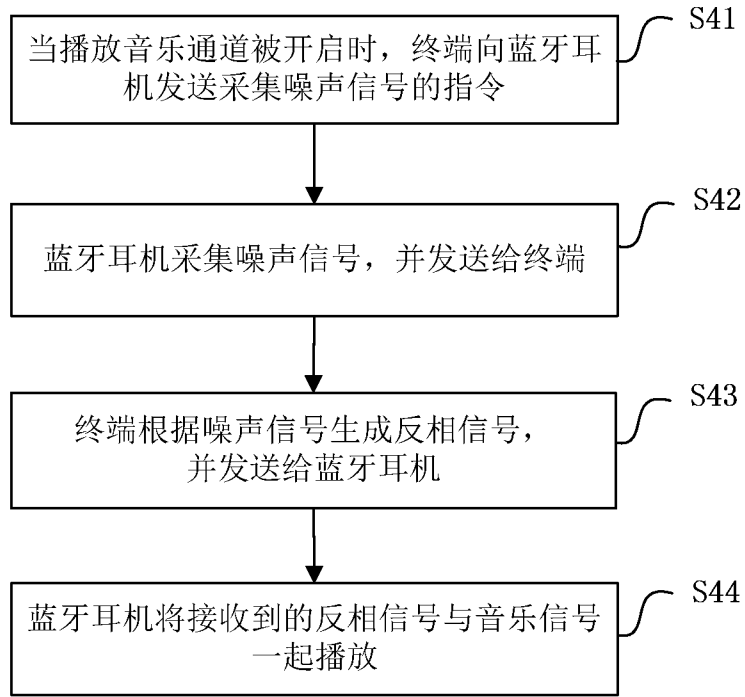 S41
当播放音乐通道被开启时，终端向蓝牙耳
机发送采集噪声信号的指令
S42
蓝牙耳机采集噪声信号，并发送给终端
S43
终端根据噪声信号生成反相信号，
并发送给蓝牙耳机
S44
蓝牙耳机将接收到的反相信号与音乐信号
一起播放